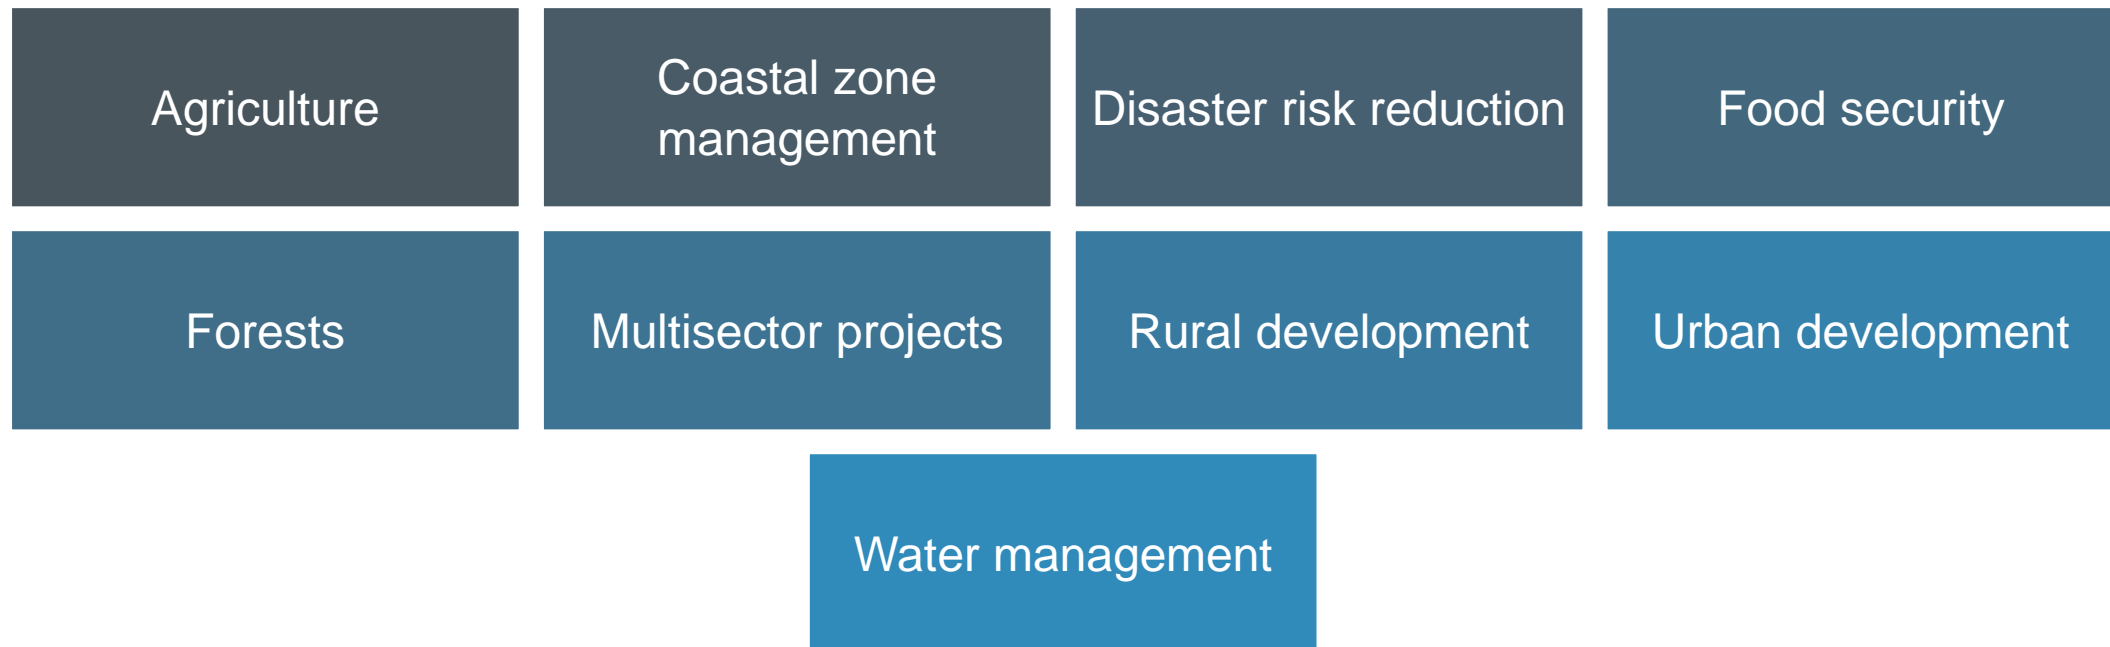 Agriculture
Coastal zone
management
Disaster risk reduction
Food security
Forests
Multisector projects
Rural development
Urban development
Water management